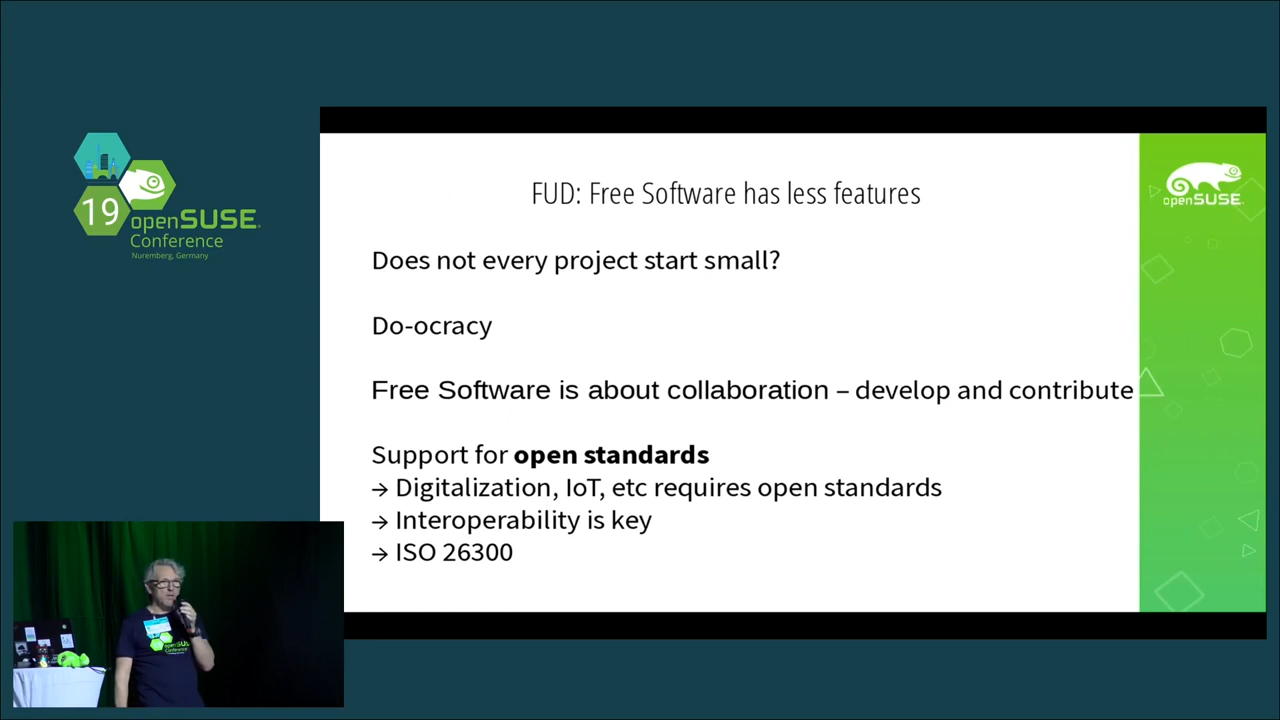 19
openSUSE
Conference
Nuremberg, Germany
FUD: Free Software has less features
Does not every project start small?
Do-ocracy
Free Software is about collaboration – develop and contribute
Support for open standards
→ Digitalization, IoT, etc requires open standards
→ Interoperability is key
→ ISO 26300
openSUSE
openSUSE
Conference